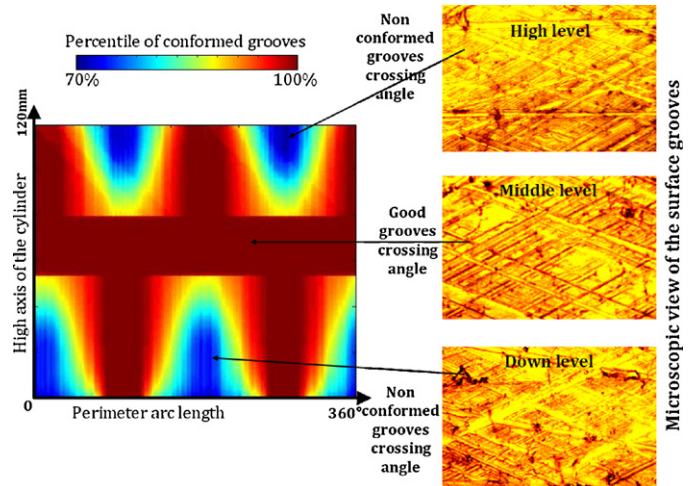 Percentile of conformed grooves
70%
100%
120mm
High axis of the cylinder
0
Perimeter arc length
360°
Non
conformed
grooves
crossing
angle
Good
grooves
crossing
angle
Non
conformed
grooves
crossing
angle
High level
Middle level
Down level
Microscopic view of the surface grooves